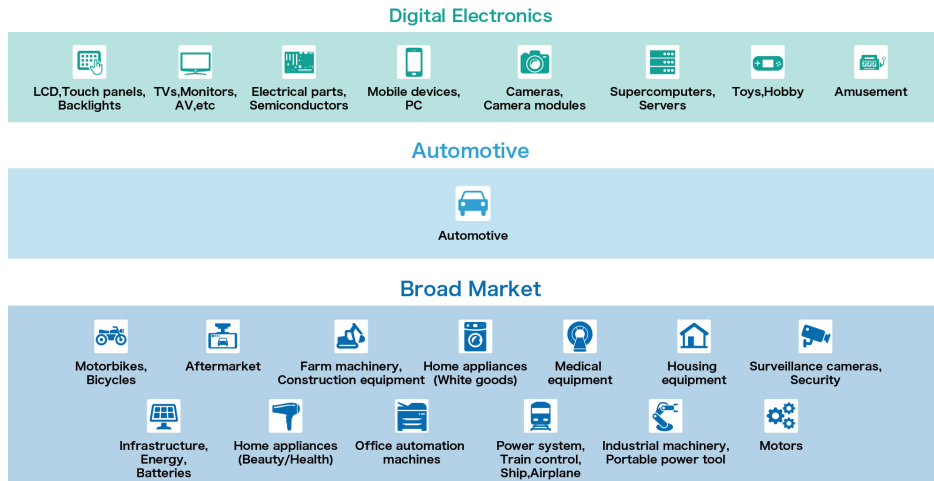 Digital Electronics
LCD,Touch panels,
Backlights
TVs,Monitors,
AV,etc
Electrical parts,
Semiconductors
Mobile devices,
PC
Cameras,
Camera modules
Supercomputers,
Servers
Toys,Hobby
Amusement
Automotive
Automotive
Broad Market
Motorbikes,
Bicycles
Aftermarket
Farm machinery,
Construction equipment
Home appliances
(White goods)
Medical
equipment
Housing
equipment
Surveillance cameras,
Security
Infrastructure,
Energy,
Batteries
Home appliances
(Beauty/Health)
Office automation
machines
Power system,
Train control,
Ship,Airplane
Industrial machinery,
Portable power tool
Motors